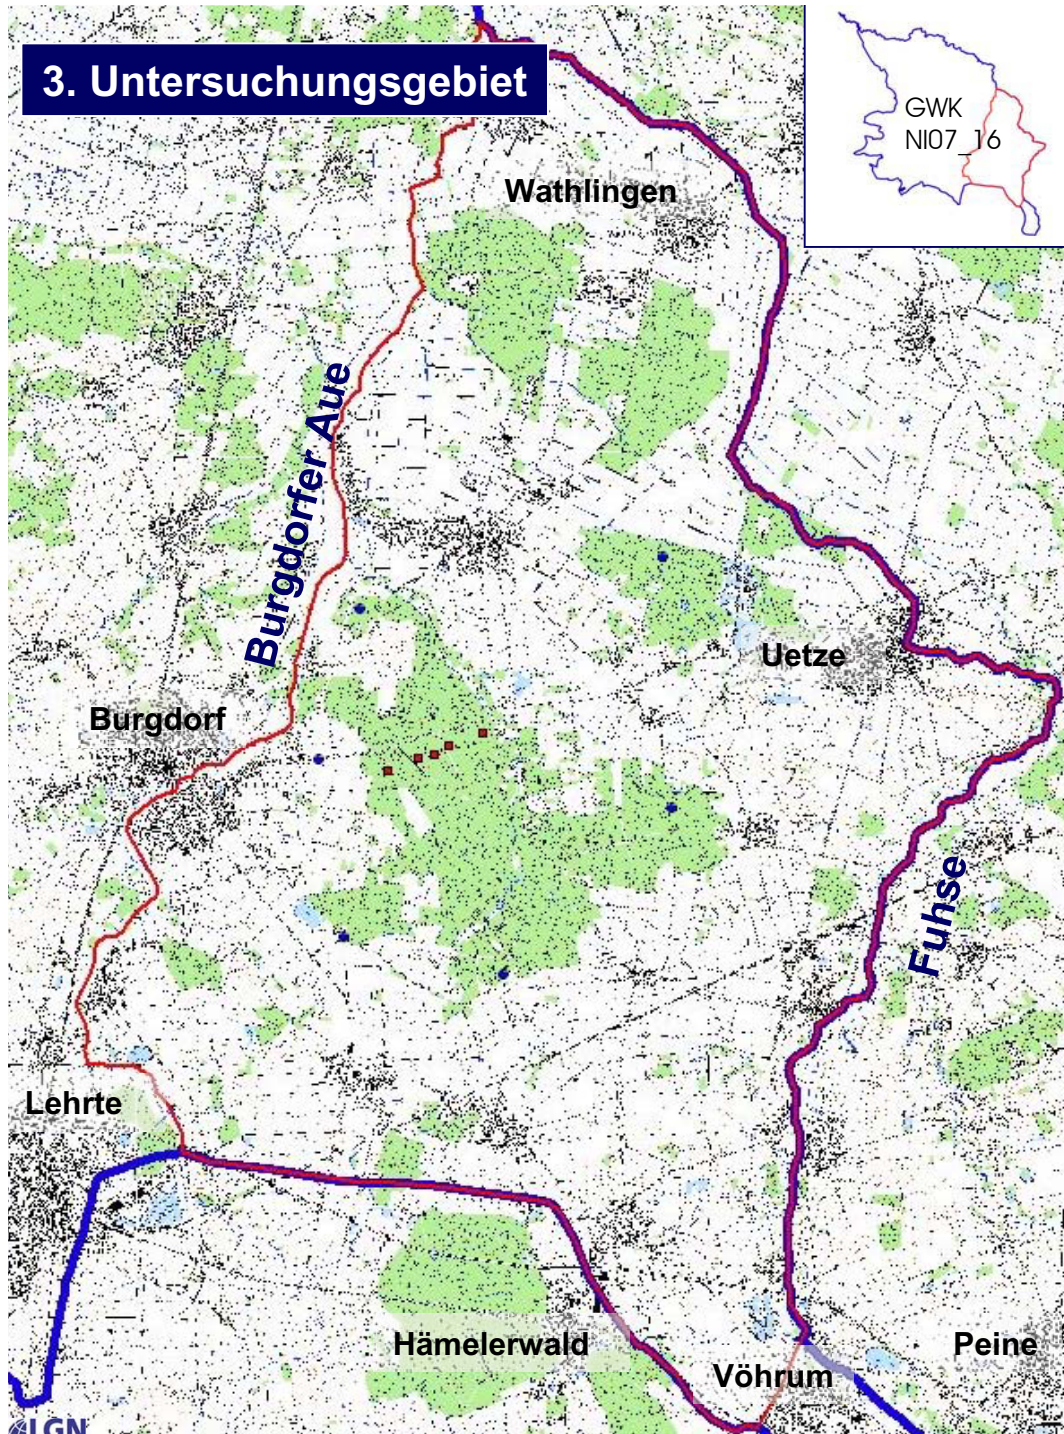 3. Untersuchungsgebiet
GWK
NI07_16
Wathlingen
Burgdorfer Aue
Uetze
Burgdorf
Fuhse
Lehrte
Hämelerwald
Vöhrum
Peine
LGN